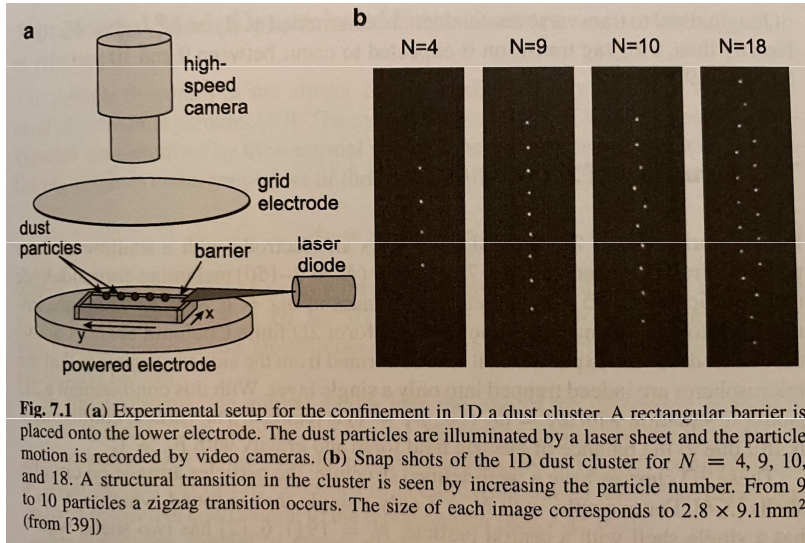 a
high-
speed
camera
grid
electrode
dust
particles
barrier
laser
diode
x
y
powered electrode
b
N=4 N=9 N=10 N=18
Fig. 7.1 (a) Experimental setup for the confinement in 1D a dust cluster. A rectangular barrier is
placed onto the lower electrode. The dust particles are illuminated by a laser sheet and the particle
motion is recorded by video cameras. (b) Snap shots of the 1D dust cluster for N = 4, 9, 10,
and 18. A structural transition in the cluster is seen by increasing the particle number. From 9
to 10 particles a zigzag transition occurs. The size of each image corresponds to 2.8 × 9.1 mm²
(from [39])